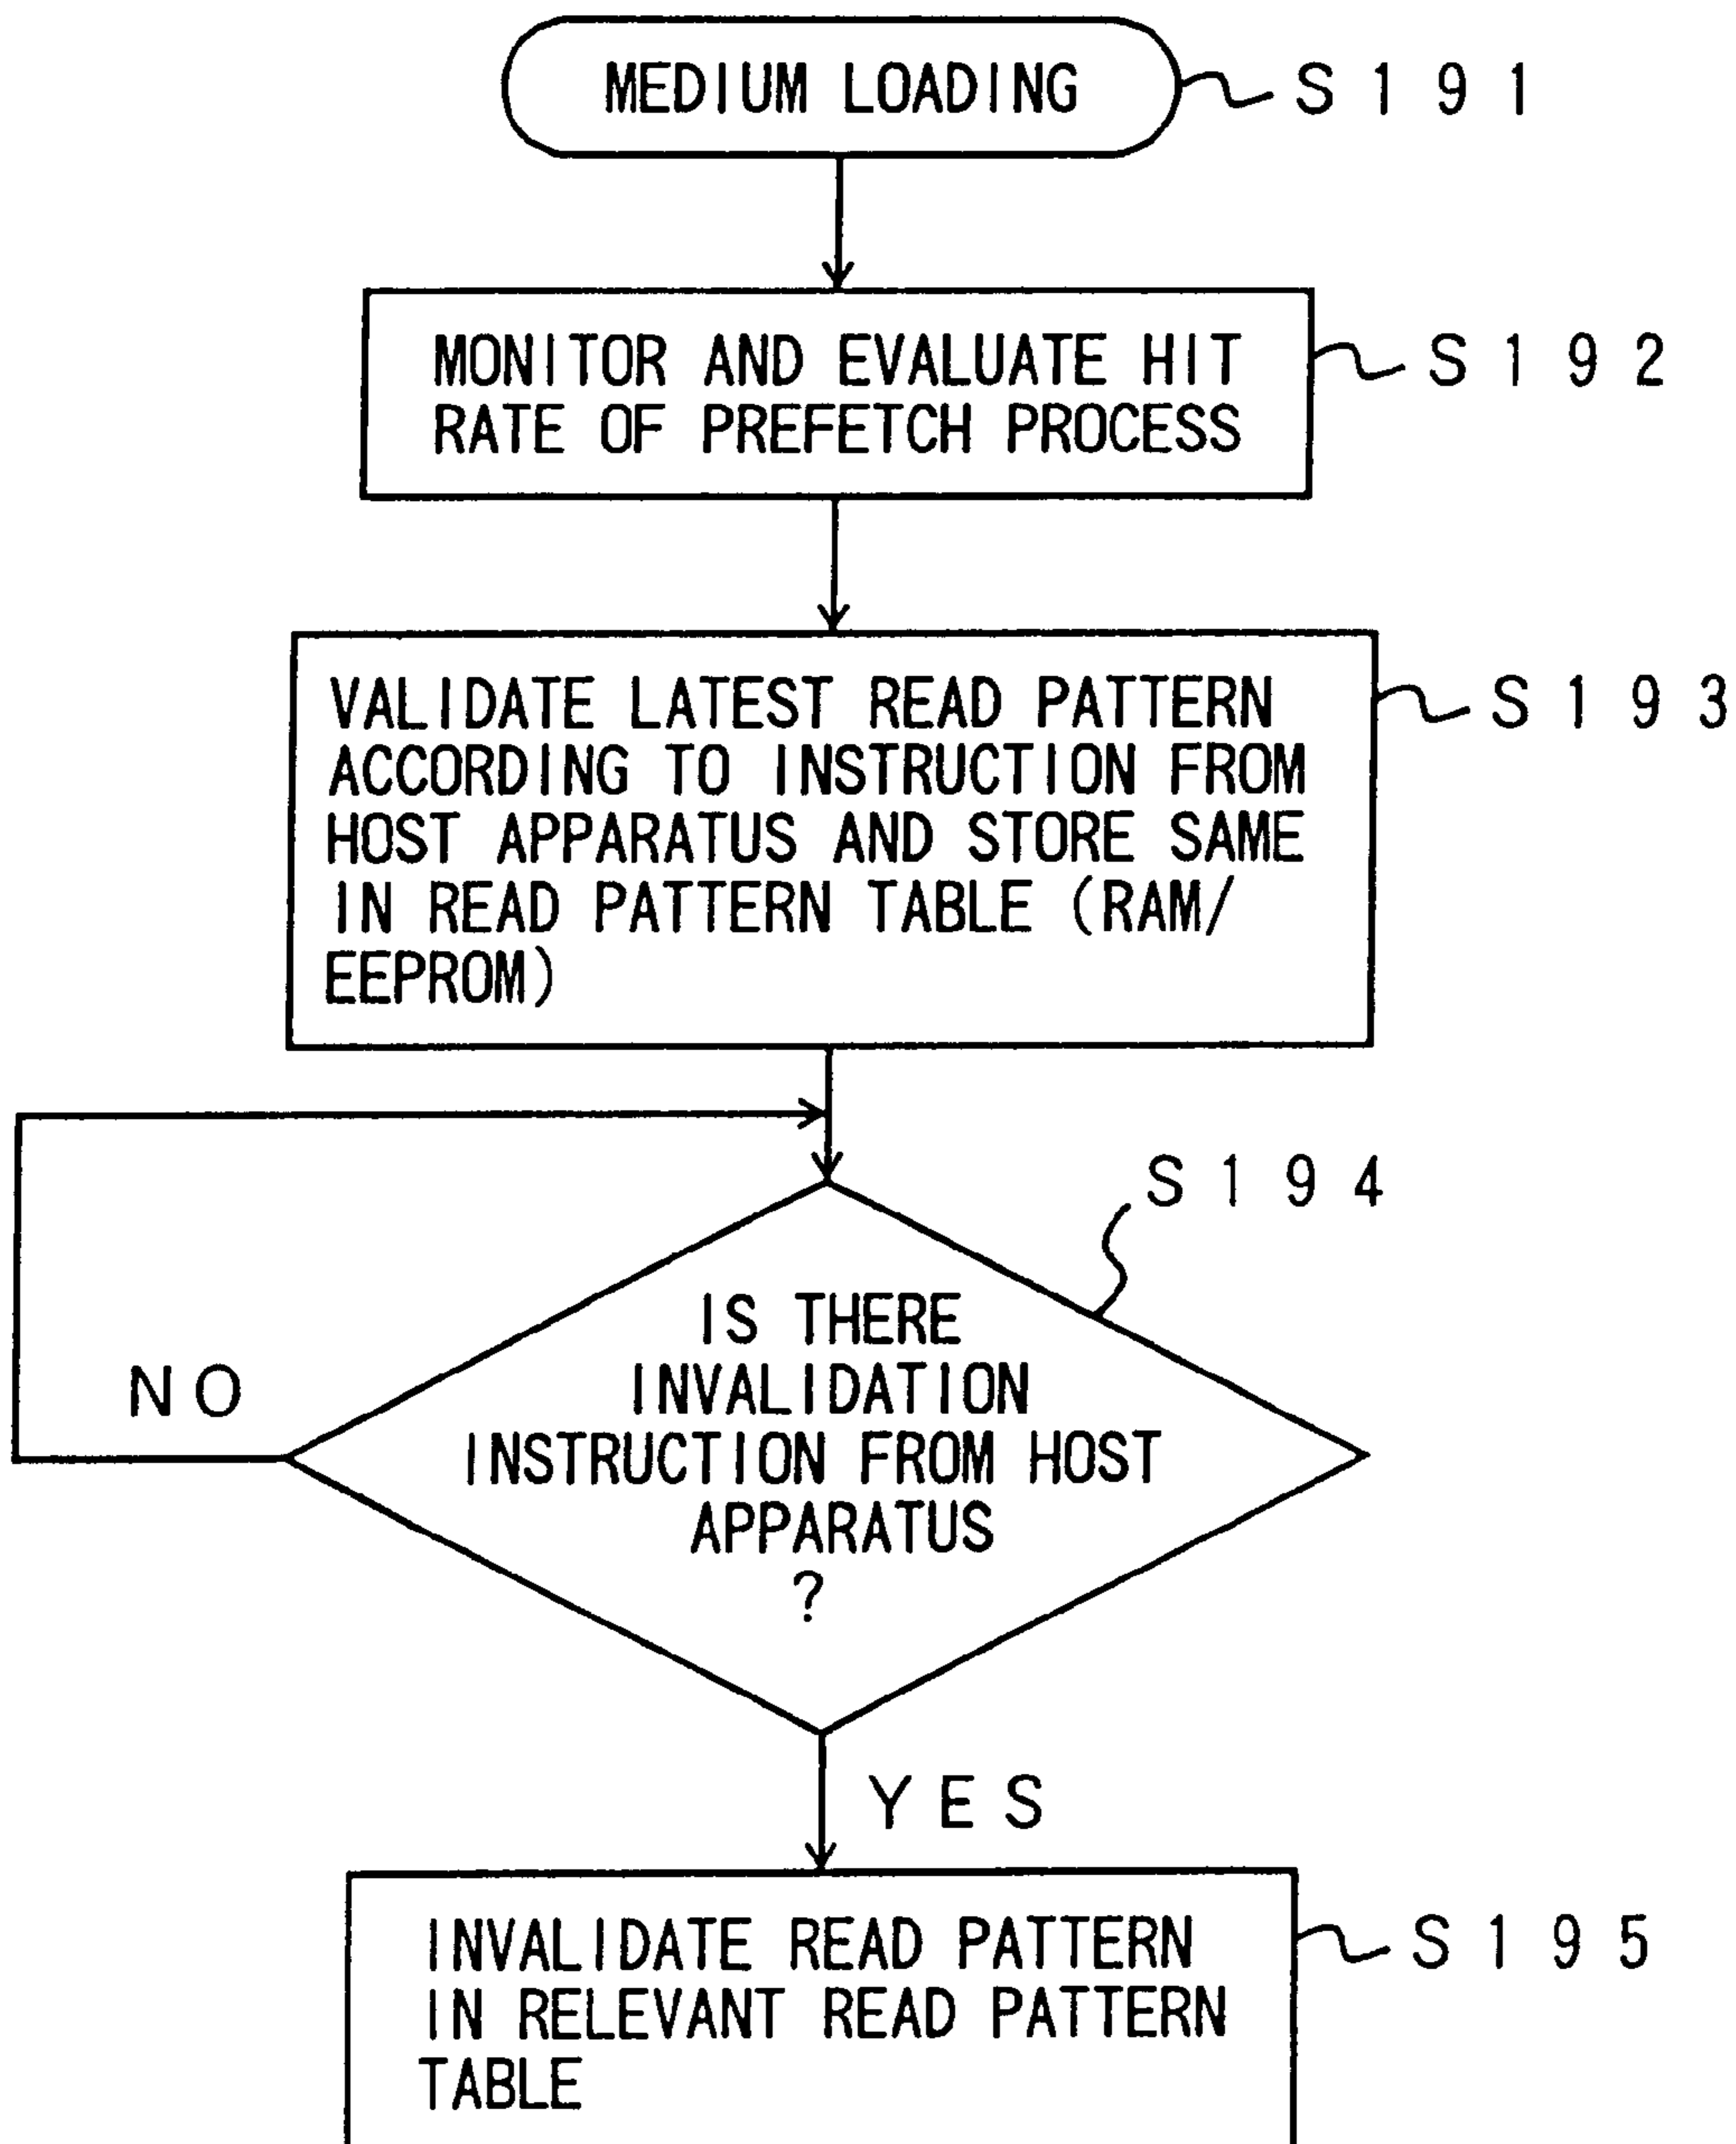 MEDIUM LOADING
S191
MONITOR AND EVALUATE HIT
RATE OF PREFETCH PROCESS
S192
VALIDATE LATEST READ PATTERN
ACCORDING TO INSTRUCTION FROM
HOST APPARATUS AND STORE SAME
IN READ PATTERN TABLE (RAM/
EEPROM)
S193
S194
IS THERE
INVALIDATION
INSTRUCTION FROM HOST
APPARATUS
?
NO
YES
INVALIDATE READ PATTERN
IN RELEVANT READ PATTERN
TABLE
S195